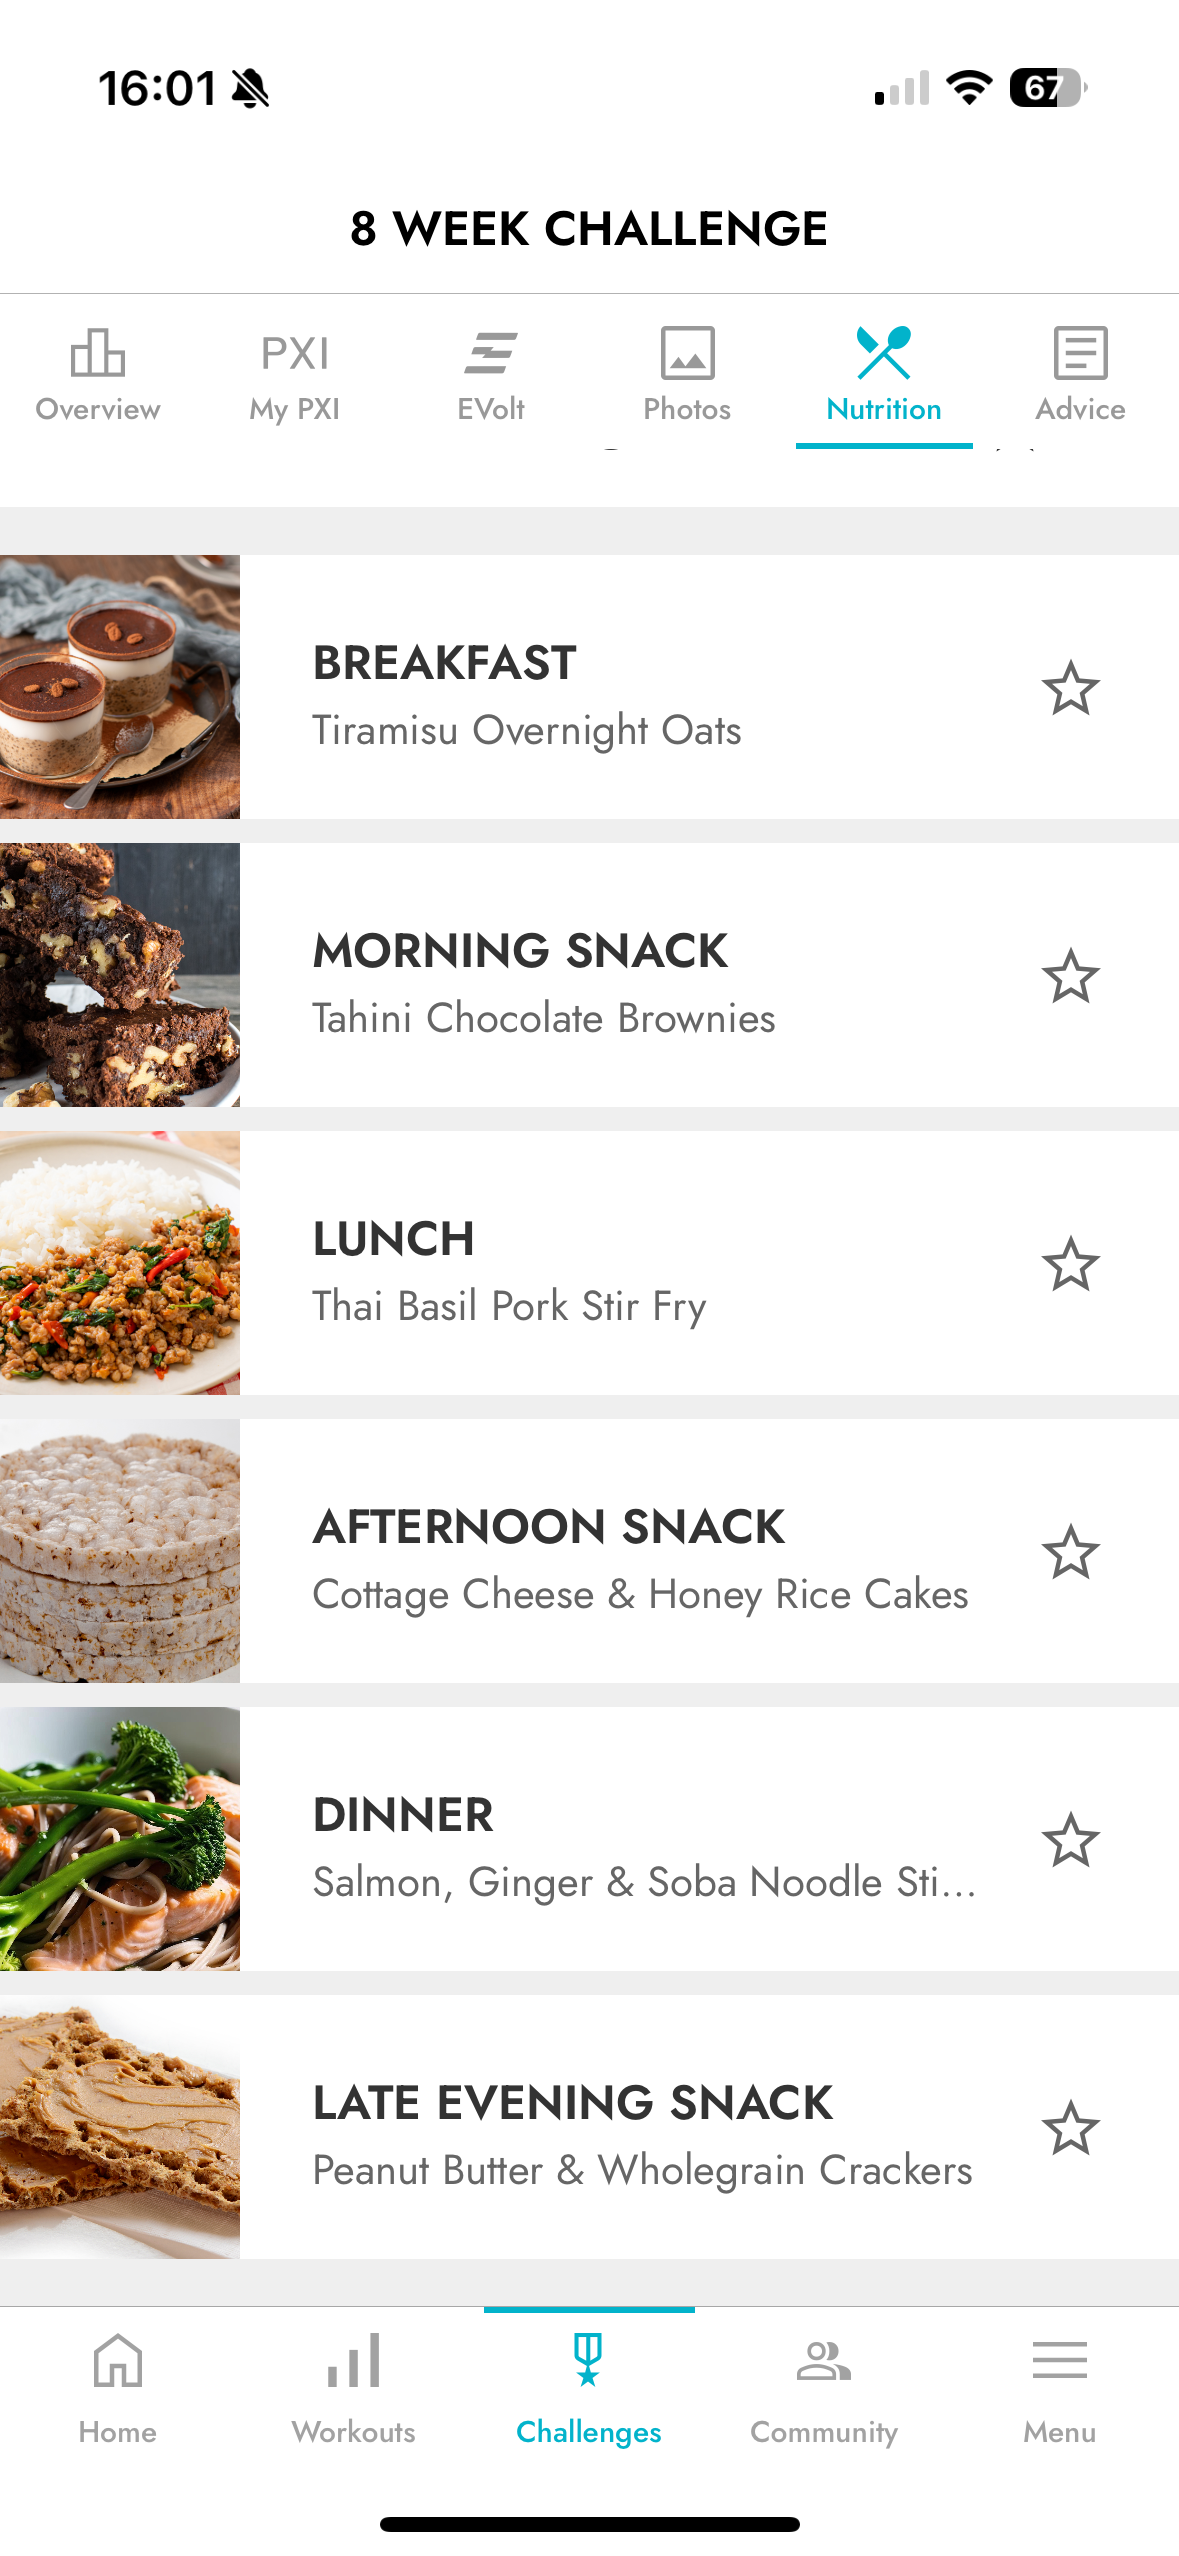 16:01
67
8 WEEK CHALLENGE
PXI
Overview My PXI EVolt Photos Nutrition Advice
BREAKFAST
Tiramisu Overnight Oats
MORNING SNACK
Tahini Chocolate Brownies
LUNCH
Thai Basil Pork Stir Fry
AFTERNOON SNACK
Cottage Cheese & Honey Rice Cakes
DINNER
Salmon, Ginger & Soba Noodle Sti...
LATE EVENING SNACK
Peanut Butter & Wholegrain Crackers
Home Workouts Challenges Community Menu